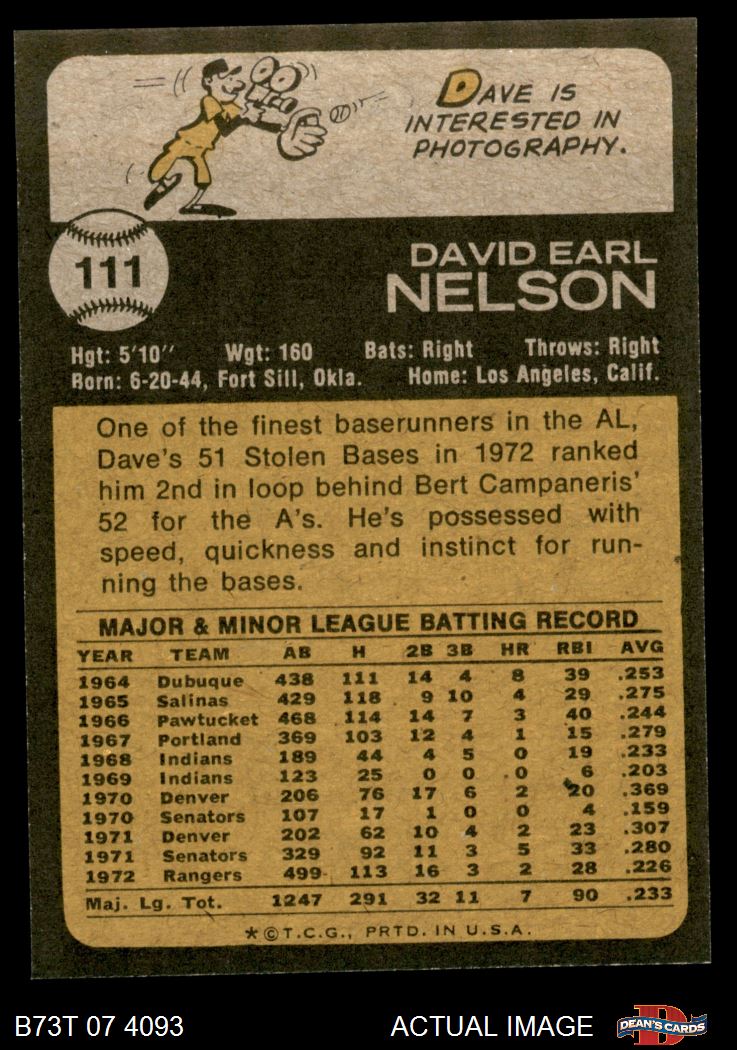 DAVE IS
INTERESTED IN
PHOTOGRAPHY.
111
DAVID EARL
NELSON
Hgt: 5'10" Wgt: 160 Bats: Right Throws: Right
Born: 6-20-44, Fort Sill, Okla. Home: Los Angeles, Calif.
One of the finest baserunners in the AL,
Dave's 51 Stolen Bases in 1972 ranked
him 2nd in loop behind Bert Campaneris'
52 for the A's. He's possessed with
speed, quickness and instinct for run-
ning the bases.
MAJOR & MINOR LEAGUE BATTING RECORD
YEAR TEAM AB H 2B 3B HR RBI AVG
1964 Dubuque 438 111 14 4 8 39 .253
1965 Salinas 429 118 9 10 4 29 .275
1966 Pawtucket 468 114 14 7 3 40 .244
1967 Portland 369 103 12 4 1 15 .279
1968 Indians 189 44 4 5 0 19 .233
1969 Indians 123 25 0 0 0 6 .203
1970 Denver 206 76 17 6 2 20 .369
1970 Senators 107 17 1 0 0 4 .159
1971 Denver 202 62 10 4 2 23 .307
1971 Senators 329 92 11 3 5 33 .280
1972 Rangers 499 113 16 3 2 28 .226
Maj. Lg. Tot. 1247 291 32 11 7 90 .233
*©T.C.G., PRTD. IN U.S.A.
B73T 07 4093 ACTUAL IMAGE DEAN'S CARDS